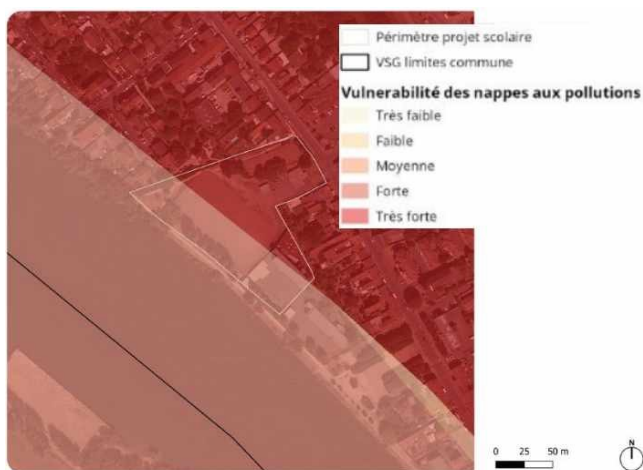 Périmètre projet scolaire
VSG limites commune
Vulnerabilité des nappes aux pollutions
Très faible
Faible
Moyenne
Forte
Très forte
N
0 25 50 m